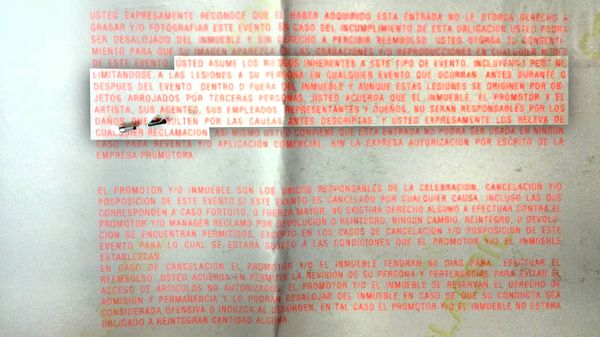 USTED EXPRESAMENTE RECONOCE QUE EL HABER ADQUIRIDO ESTA ENTRADA NO LE OTORGA DERECHO A
GRABAR Y/O FOTOGRAFIAR ESTE EVENTO. EN CASO DEL INCUMPLIMIENTO DE ESTA OBLIGACION USTED PODRA
SER DESALOJADO DEL INMUEBLE Y SIN DERECHO A PERCIBIR REEMBOLSO. USTED OTORGA SU CONSENTI-
MIENTO PARA QUE SU IMAGEN APAREZCA EN LAS GRABACIONES Y/O REPRODUCCIONES EN CUALQUIER MEDIO
DE ESTE EVENTO. USTED ASUME LOS RIESGOS INHERENTES A ESTE TIPO DE EVENTO, INCLUYENDO PERO NO
LIMITANDOSE A LAS LESIONES A SU PERSONA EN CUALQUIER EVENTO QUE OCURRAN ANTES DURANTE O
DESPUES DEL EVENTO DENTRO O FUERA DEL INMUEBLE Y AUNQUE ESTAS LESIONES SE ORIGINEN POR OB-
JETOS ARROJADOS POR TERCERAS PERSONAS. USTED ACUERDA QUE EL INMUEBLE, EL PROMOTOR Y EL
ARTISTA, SUS AGENTES, SUS EMPLEADOS REPRESENTANTES Y DUEÑOS, NO SERAN RESPONSABLES POR LOS
DAÑOS QUE RESULTEN POR LAS CAUSAS ANTES DESCRIPTAS. Y USTED EXPRESAMENTE LOS RELEVA DE
CUALQUIER RECLAMACION. ASI MISMO USTED CONVIENE QUE ESTA ENTRADA NO PODRA SER USADA EN NINGUN
CASO PARA REVENTA Y/O APLICACION COMERCIAL, SIN LA EXPRESA AUTORIZACION POR ESCRITO DE LA
EMPRESA PROMOTORA.
EL PROMOTOR Y/O INMUEBLE SON LOS UNICOS RESPONSABLES DE LA CELEBRACION, CANCELACION Y/O
POSPOSICION DE ESTE EVENTO. SI ESTE EVENTO ES CANCELADO POR CUALQUIER CAUSA, INCLUSO LAS QUE
CORRESPONDEN A CASO FORTUITO, O FUERZA MAYOR, NO EXISTIRA DERECHO ALGUNO A EFECTUAR CONTRA EL
PROMOTOR Y/O MANAGER RECLAMO POR DEVOLUCION O REINTEGRO. NINGUN CAMBIO, REINTEGRO, O DEVOLU-
CION SE ENCUENTRAN PERMITIDOS, EXCEPTO EN LOS CASOS DE CANCELACION Y/O POSPOSICION DE ESTE
EVENTO PARA LO CUAL SE ESTARA SUJETO A LAS CONDICIONES QUE EL PROMOTOR Y/O EL INMUEBLE
ESTABLEZCAN.
EN CASO DE CANCELACION EL PROMOTOR Y/O EL INMUEBLE TENDRAN 60 DIAS PARA EFECTUAR EL
REEMBOLSO. USTED ACUERDA EN PERMITIR LA REVISION DE SU PERSONA Y PERTENENCIAS PARA EVITAR EL
ACCESO DE ARTICULOS NO AUTORIZADOS. EL PROMOTOR Y/O EL INMUEBLE SE RESERVAN EL DERECHO DE
ADMISION Y PERMANENCIA Y LO PODRAN DESALOJAR DEL INMUEBLE EN CASO DE QUE SU CONDUCTA SEA
CONSIDERADA OFENSIVA O INDUZCA AL DESORDEN, EN TAL CASO EL PROMOTOR Y/O EL INMUEBLE NO ESTARA
OBLIGADO A REINTEGRAR CANTIDAD ALGUNA.